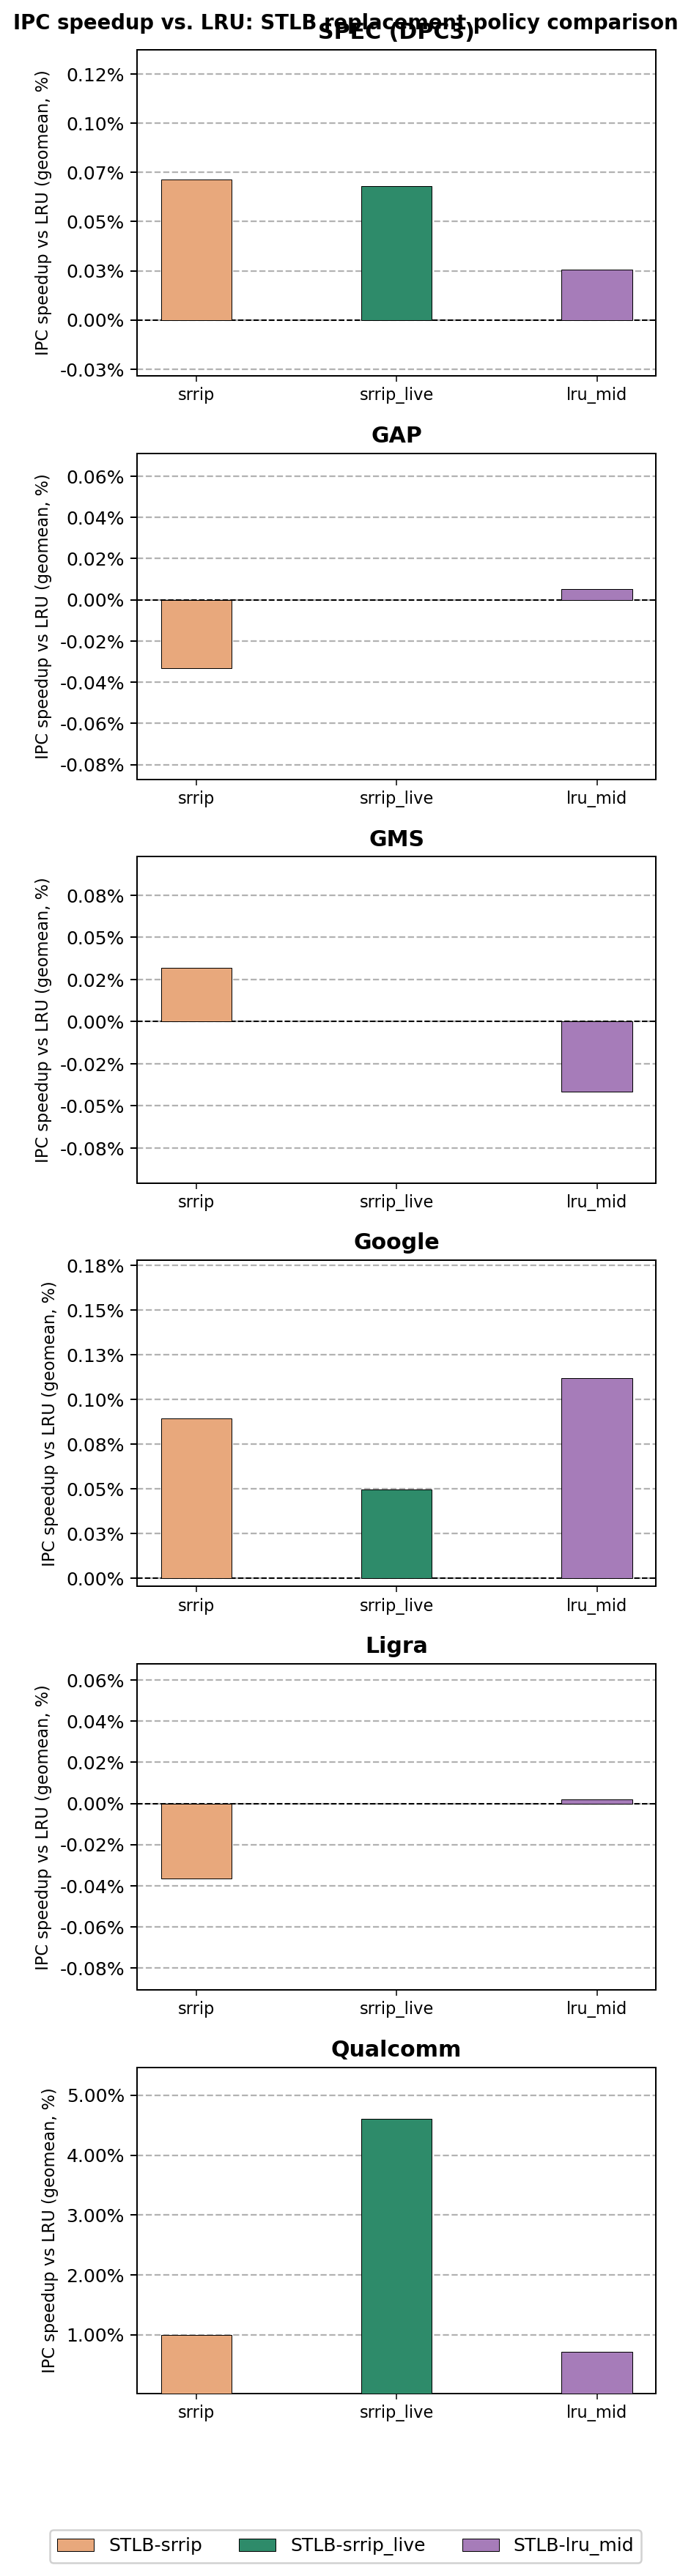 IPC speedup vs. LRU: STLB replacement policy comparison
SPEC (DPC3)
IPC speedup vs LRU (geomean, %)
0.12%
0.10%
0.07%
0.05%
0.03%
0.00%
-0.03%
srrip srrip_live lru_mid
GAP
IPC speedup vs LRU (geomean, %)
0.06%
0.04%
0.02%
0.00%
-0.02%
-0.04%
-0.06%
-0.08%
srrip srrip_live lru_mid
GMS
IPC speedup vs LRU (geomean, %)
0.08%
0.05%
0.02%
0.00%
-0.02%
-0.05%
-0.08%
srrip srrip_live lru_mid
Google
IPC speedup vs LRU (geomean, %)
0.18%
0.15%
0.13%
0.10%
0.08%
0.05%
0.03%
0.00%
srrip srrip_live lru_mid
Ligra
IPC speedup vs LRU (geomean, %)
0.06%
0.04%
0.02%
0.00%
-0.02%
-0.04%
-0.06%
-0.08%
srrip srrip_live lru_mid
Qualcomm
IPC speedup vs LRU (geomean, %)
5.00%
4.00%
3.00%
2.00%
1.00%
srrip srrip_live lru_mid
STLB-srrip STLB-srrip_live STLB-lru_mid